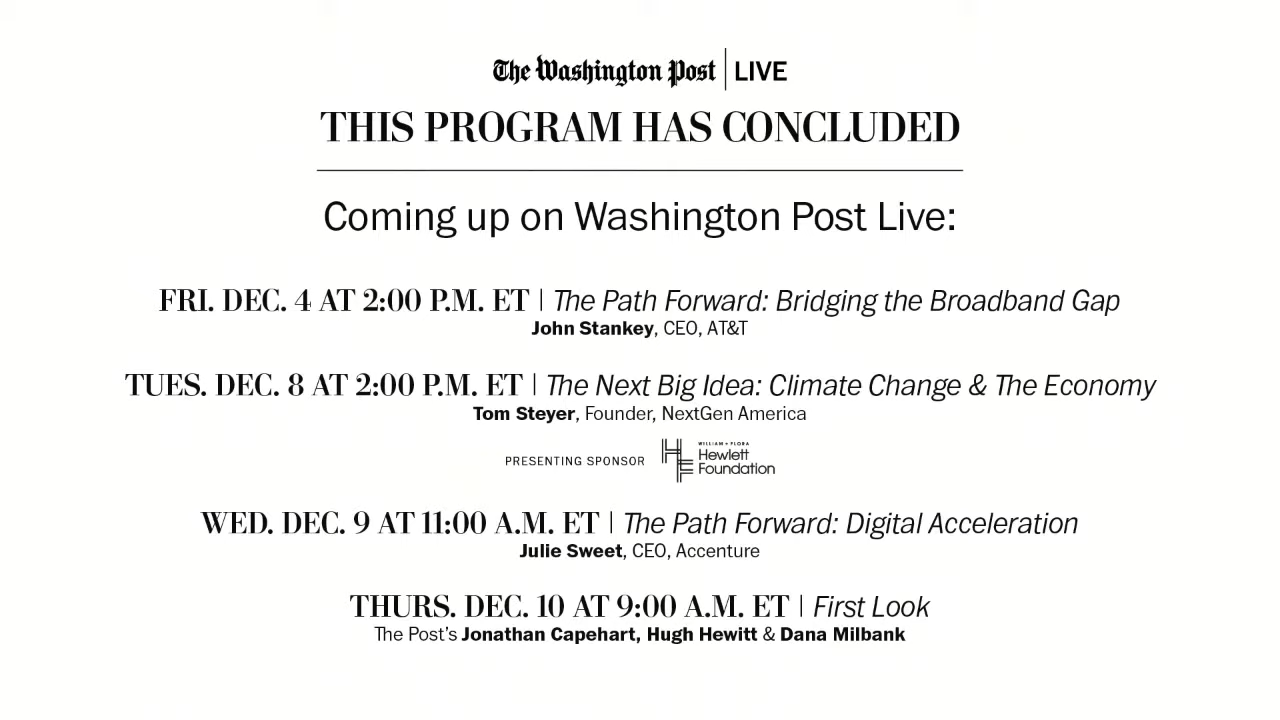 The Washington Post | LIVE
THIS PROGRAM HAS CONCLUDED
Coming up on Washington Post Live:
FRI. DEC. 4 AT 2:00 P.M. ET | The Path Forward: Bridging the Broadband Gap
John Stankey, CEO, AT&T
TUES. DEC. 8 AT 2:00 P.M. ET | The Next Big Idea: Climate Change & The Economy
Tom Steyer, Founder, NextGen America
PRESENTING SPONSOR
WILLIAM + FLORA
Hewlett
Foundation
WED. DEC. 9 AT 11:00 A.M. ET | The Path Forward: Digital Acceleration
Julie Sweet, CEO, Accenture
THURS. DEC. 10 AT 9:00 A.M. ET | First Look
The Post's Jonathan Capehart, Hugh Hewitt & Dana Milbank